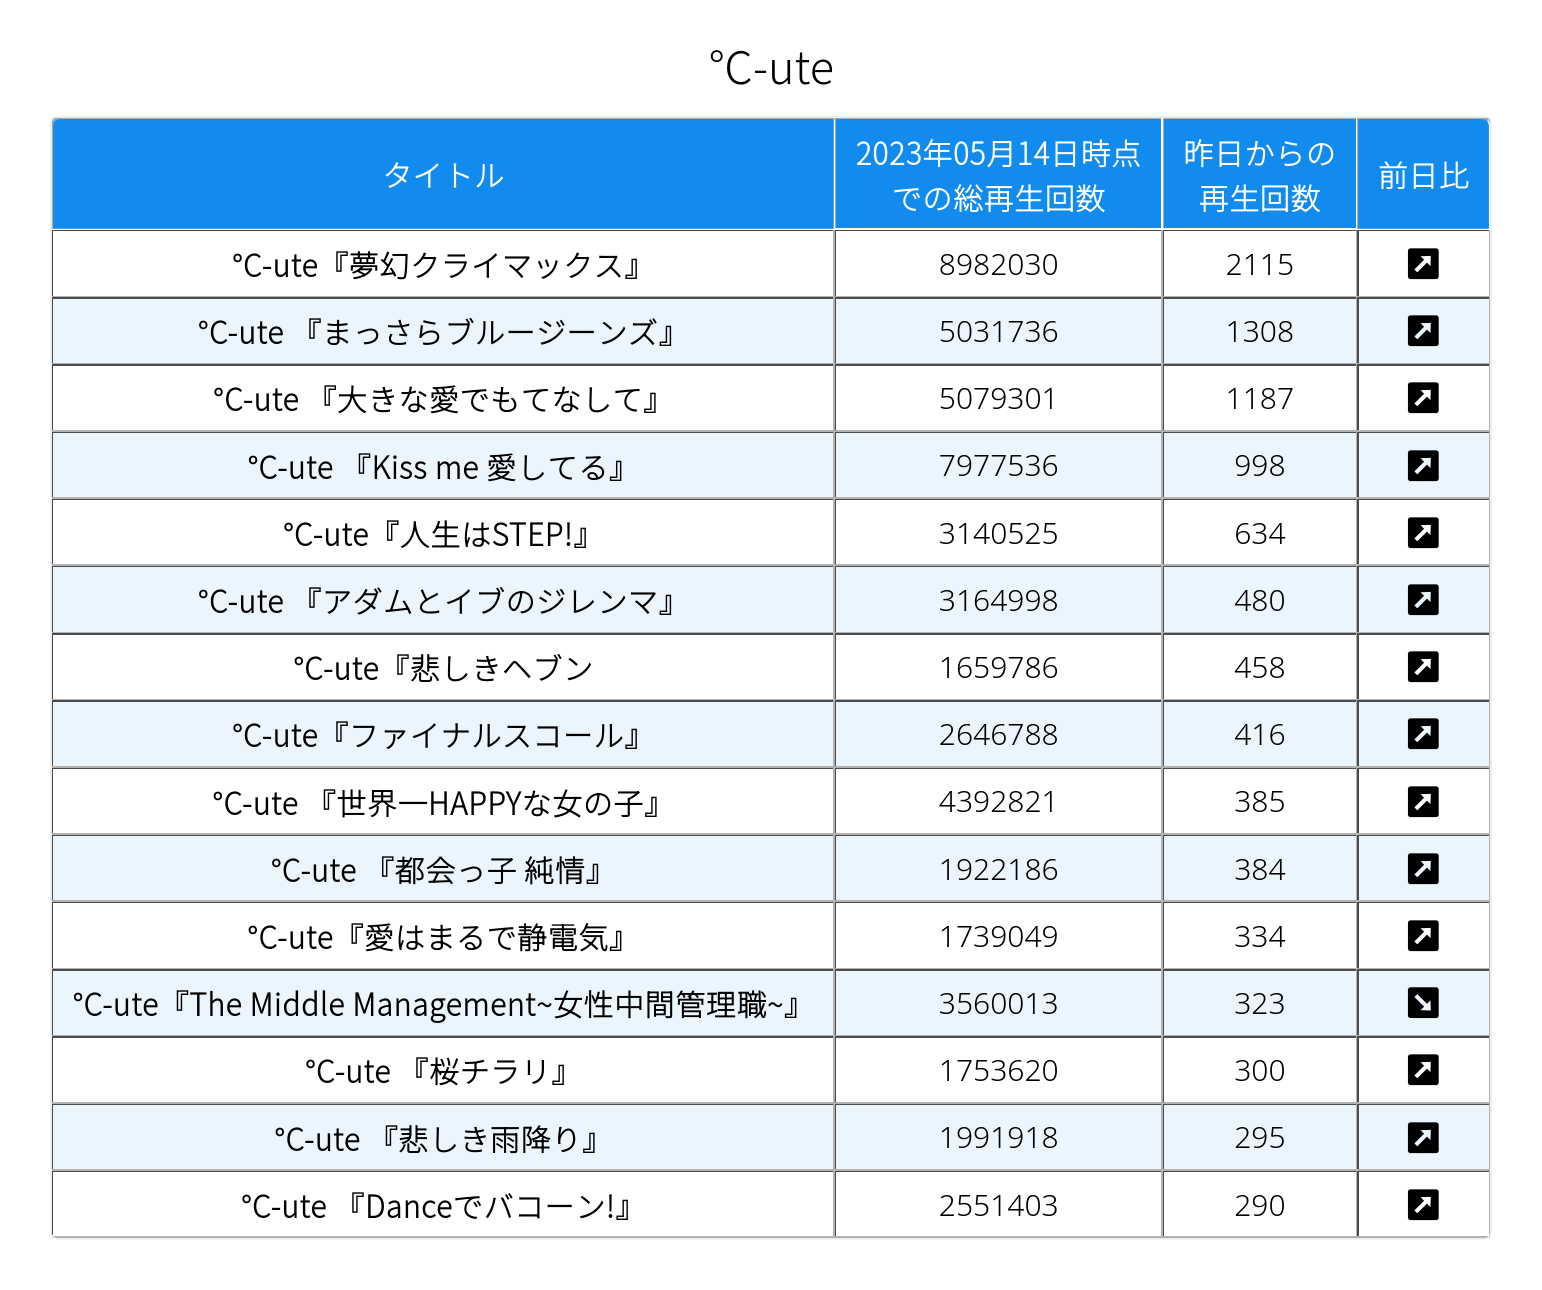 ℃-ute
タイトル
2023年05月14日時点
での総再生回数
昨日からの
再生回数
前日比
℃-ute『夢幻クライマックス』 8982030 2115
℃-ute 『まっさらブルージーンズ』 5031736 1308
℃-ute 『大きな愛でもてなして』 5079301 1187
℃-ute 『Kiss me 愛してる』 7977536 998
℃-ute『人生はSTEP!』 3140525 634
℃-ute 『アダムとイブのジレンマ』 3164998 480
℃-ute『悲しきヘブン 1659786 458
℃-ute『ファイナルスコール』 2646788 416
℃-ute 『世界一HAPPYな女の子』 4392821 385
℃-ute 『都会っ子 純情』 1922186 384
℃-ute『愛はまるで静電気』 1739049 334
℃-ute『The Middle Management~女性中間管理職~』 3560013 323
℃-ute 『桜チラリ』 1753620 300
℃-ute 『悲しき雨降り』 1991918 295
℃-ute 『Danceでバコーン!』 2551403 290